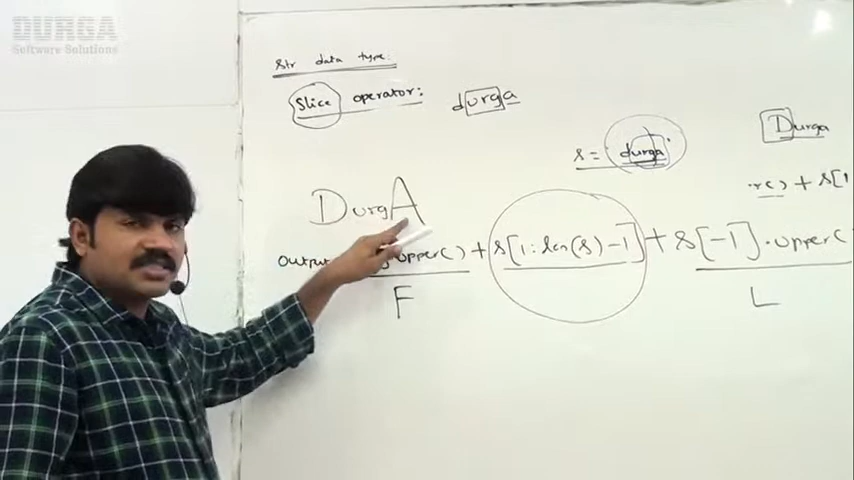 DURGA
Software Solutions
str data type:
Slice operator: durga
Durga
s = durga
DurgA
r() + s[1
output upper() + s[1:len(s)-1] + s[-1].upper(
F
L